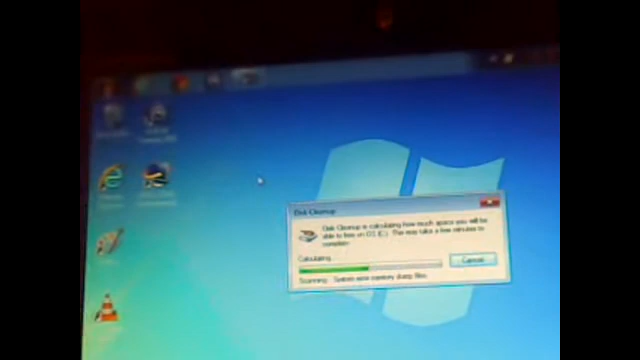 Disk Cleanup
Disk Cleanup is calculating how much space you will be
able to free on OS (C:). This may take a few minutes to
complete.
Calculating...
Cancel
Scanning: System error memory dump files